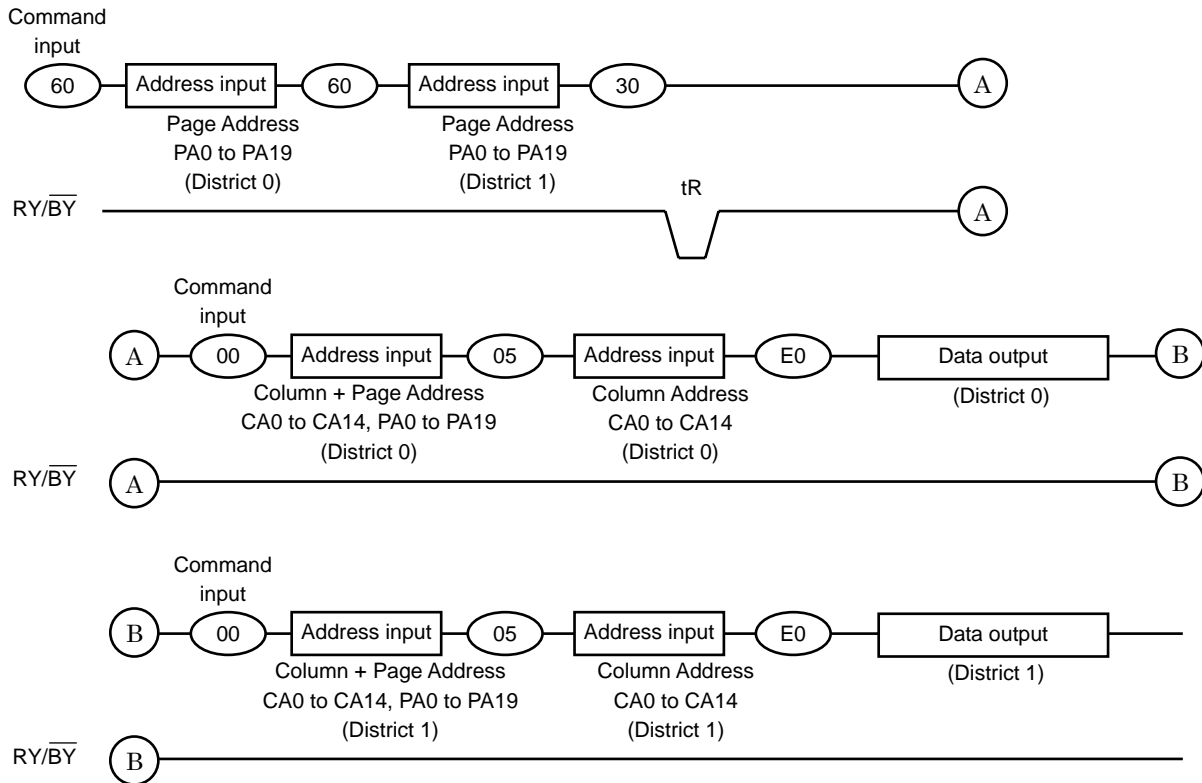 Command
input
60 Address input 60 Address input 30 A
Page Address Page Address
PA0 to PA19 PA0 to PA19
(District 0) (District 1)
RY/BY tR A
Command
input
A 00 Address input 05 Address input E0 Data output B
Column + Page Address Column Address (District 0)
CA0 to CA14, PA0 to PA19 CA0 to CA14
(District 0) (District 0)
RY/BY A B
Command
input
B 00 Address input 05 Address input E0 Data output
Column + Page Address Column Address (District 1)
CA0 to CA14, PA0 to PA19 CA0 to CA14
(District 1) (District 1)
RY/BY B